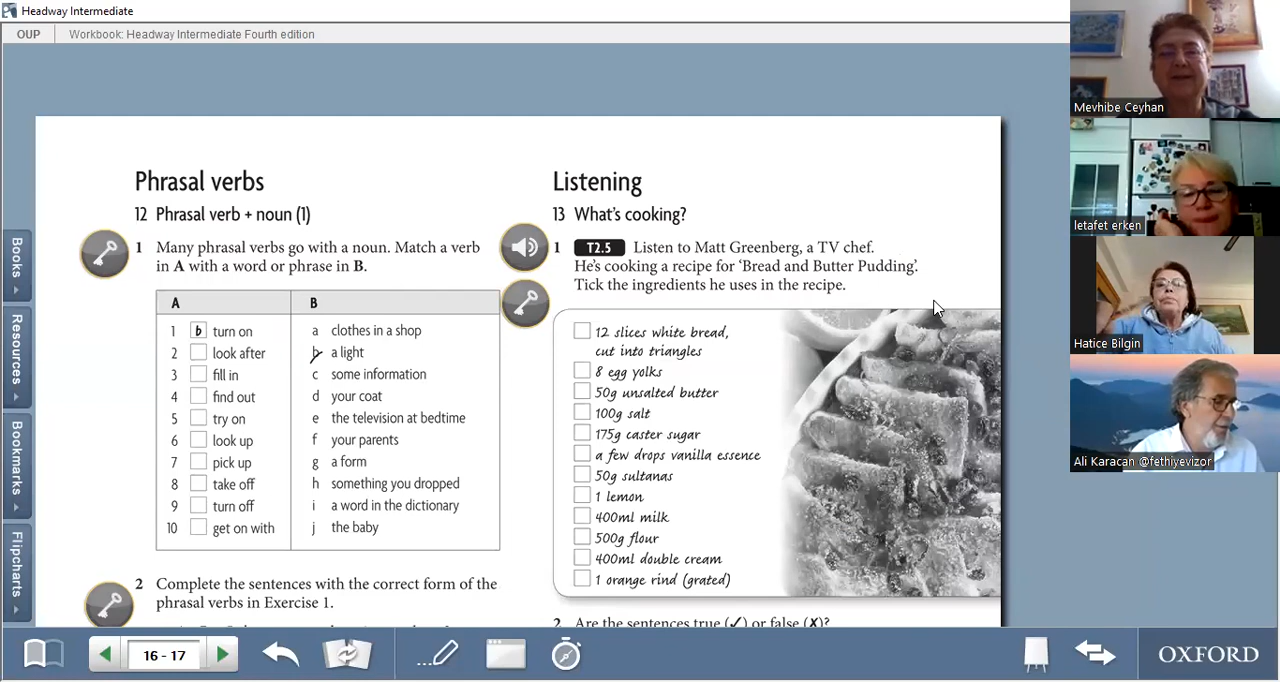 Headway Intermediate
OUP
Workbook: Headway Intermediate Fourth edition
Books
Resources
Bookmarks
Flipcharts
Phrasal verbs
12 Phrasal verb + noun (1)
1 Many phrasal verbs go with a noun. Match a verb
in A with a word or phrase in B.
A B
1 b turn on a clothes in a shop
2 look after b a light
3 fill in c some information
4 find out d your coat
5 try on e the television at bedtime
6 look up f your parents
7 pick up g a form
8 take off h something you dropped
9 turn off i a word in the dictionary
10 get on with j the baby
2 Complete the sentences with the correct form of the
phrasal verbs in Exercise 1.
Listening
13 What's cooking?
1 T2.5 Listen to Matt Greenberg, a TV chef.
He's cooking a recipe for 'Bread and Butter Pudding'.
Tick the ingredients he uses in the recipe.
12 slices white bread,
cut into triangles
8 egg yolks
50g unsalted butter
100g salt
175g caster sugar
a few drops vanilla essence
50g sultanas
1 lemon
400ml milk
500g flour
400ml double cream
1 orange rind (grated)
2 Are the sentences true (✓) or false (✗)?
Mevhibe Ceyhan
letafet erken
Hatice Bilgin
Ali Karacan @fethiyevizor
16 - 17
OXFORD